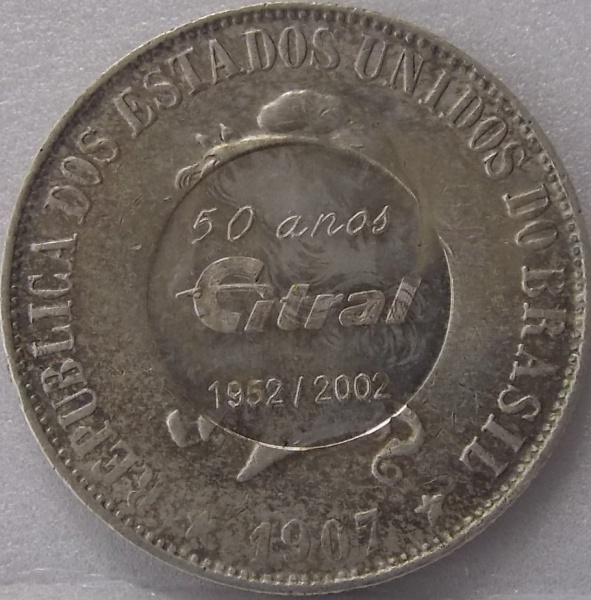 REPUBLICA DOS ESTADOS UNIDOS DO BRASIL
50 anos
Citral
1952 / 2002
★ 1907 ★